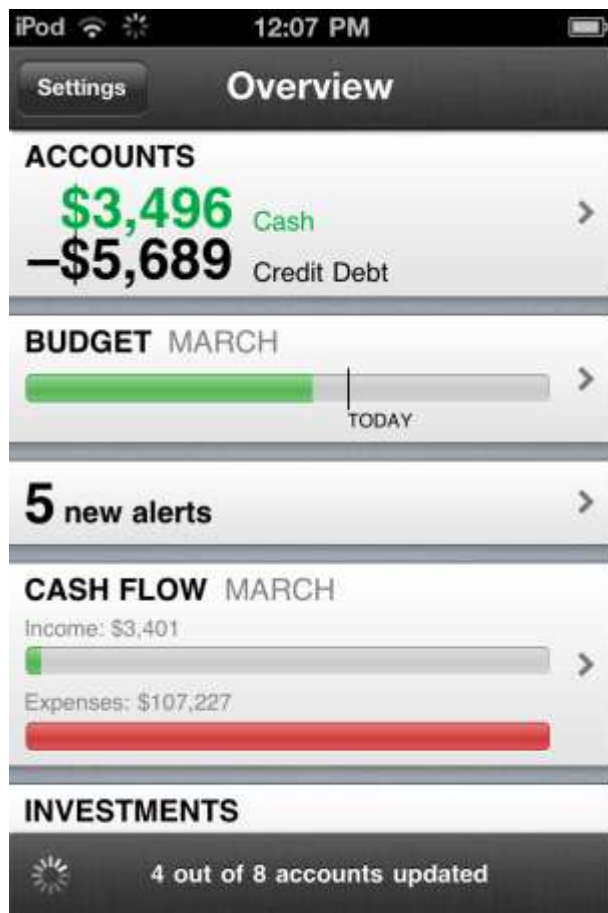 iPod 12:07 PM
Settings Overview
ACCOUNTS
$3,496 Cash
–$5,689 Credit Debt
BUDGET MARCH
TODAY
5 new alerts
CASH FLOW MARCH
Income: $3,401
Expenses: $107,227
INVESTMENTS
4 out of 8 accounts updated